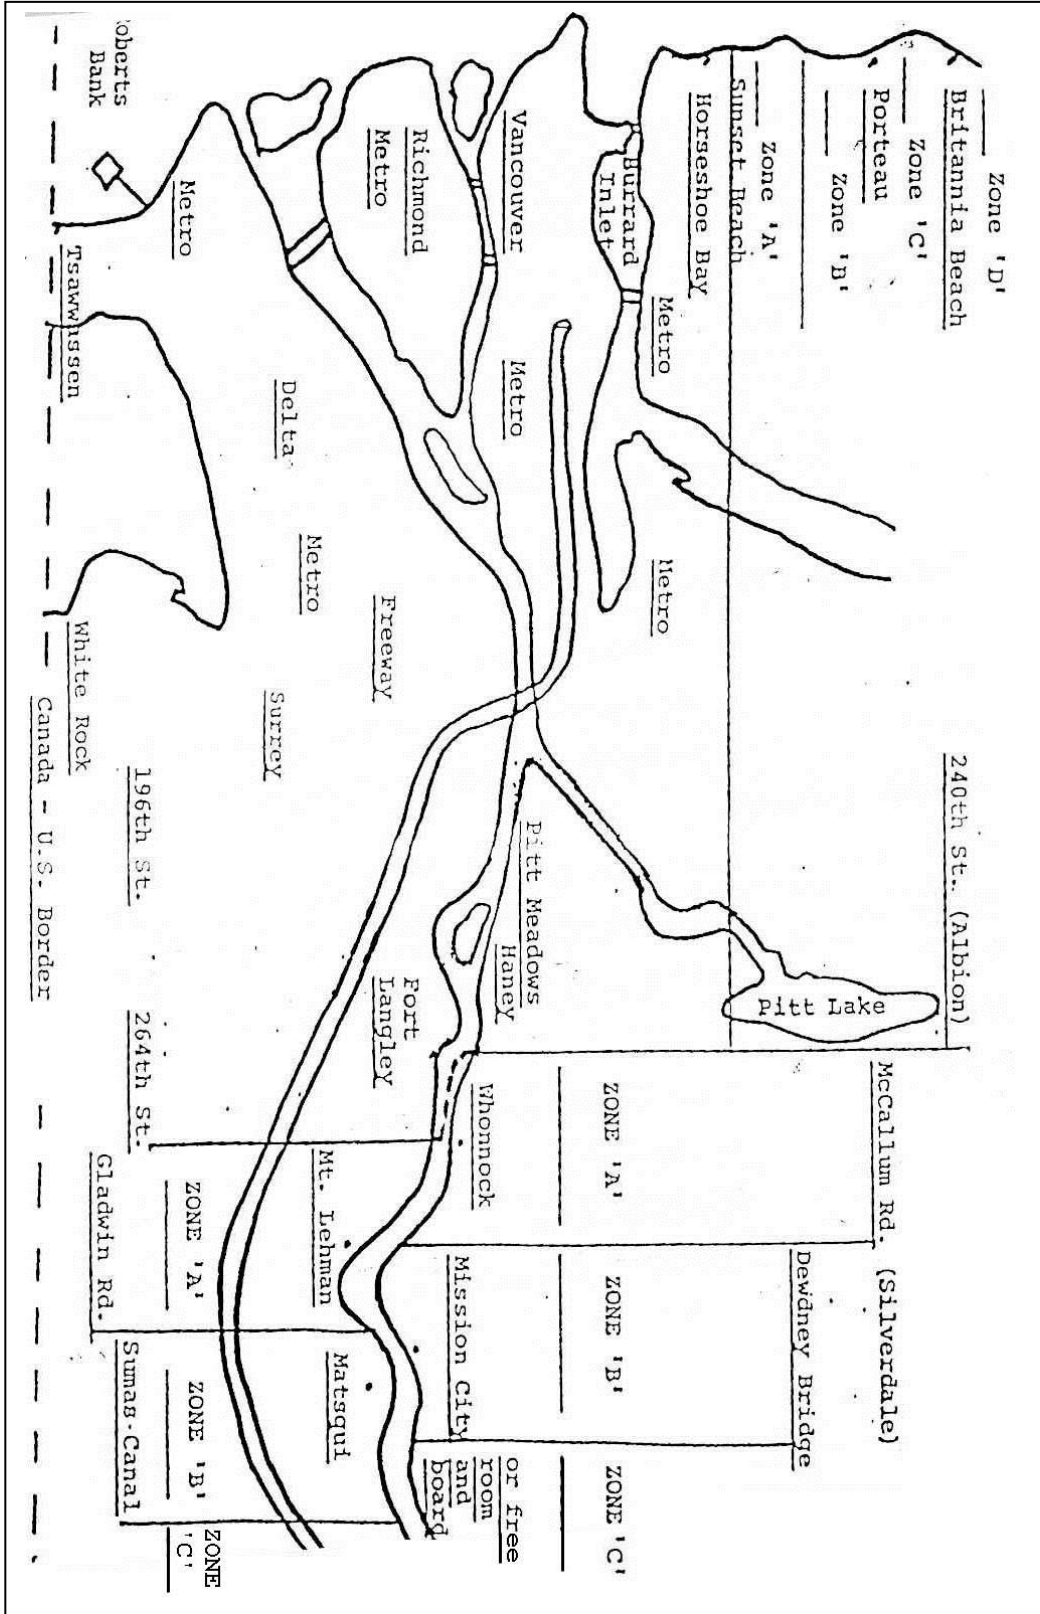 Zone 'D'
Britannia Beach
240th St. (Albion)
Zone 'C'
Porteau
McCallum Rd. (Silverdale)
Zone 'B'
Pitt Lake
Dewdney Bridge
Zone 'A'
Sunset Beach
Horseshoe Bay
Metro
Metro
ZONE 'A'
ZONE 'B'
ZONE 'C'
Burrard
Inlet
Vancouver
Metro
Pitt Meadows
Haney
Whonnock
Mission City
or free
room
and
board
Richmond
Metro
Freeway
Fort
Langley
Mt. Lehman
Matsqui
Metro
Delta
Metro
Surrey
ZONE 'A'
ZONE 'B'
ZONE
'C'
196th St.
264th St.
Gladwin Rd.
Sumas Canal
oberts
Bank
Tsawwassen
White Rock
Canada - U.S. Border